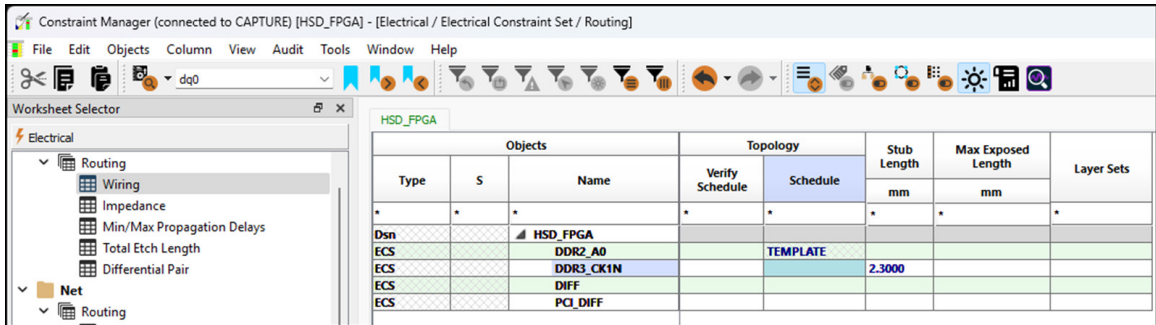 Constraint Manager (connected to CAPTURE) [HSD_FPGA] - [Electrical / Electrical Constraint Set / Routing]
File Edit Objects Column View Audit Tools Window Help
dq0
Worksheet Selector
HSD_FPGA
Electrical
Objects Topology Stub Length Max Exposed Length Layer Sets
Type S Name Verify Schedule Schedule mm mm
* * * * * * * *
Routing
Wiring
Impedance
Min/Max Propagation Delays
Total Etch Length
Differential Pair
Net
Routing
Dsn HSD_FPGA
ECS DDR2_A0 TEMPLATE
ECS DDR3_CK1N 2.3000
ECS DIFF
ECS PCI_DIFF